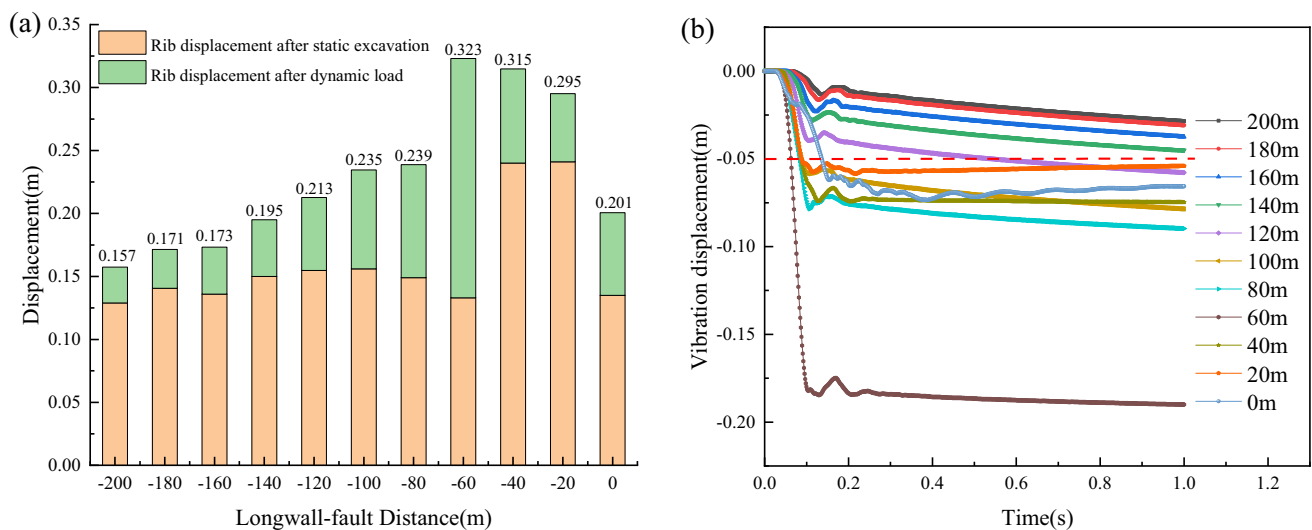 (a)
Rib displacement after static excavation
Rib displacement after dynamic load
Displacement(m)
0.35
0.30
0.25
0.20
0.15
0.10
0.05
0.00
0.157
0.171
0.173
0.195
0.213
0.235
0.239
0.323
0.315
0.295
0.201
-200 -180 -160 -140 -120 -100 -80 -60 -40 -20 0
Longwall-fault Distance(m)
(b)
Vibration displacement(m)
0.00
-0.05
-0.10
-0.15
-0.20
200m
180m
160m
140m
120m
100m
80m
60m
40m
20m
0m
0.0 0.2 0.4 0.6 0.8 1.0 1.2
Time(s)